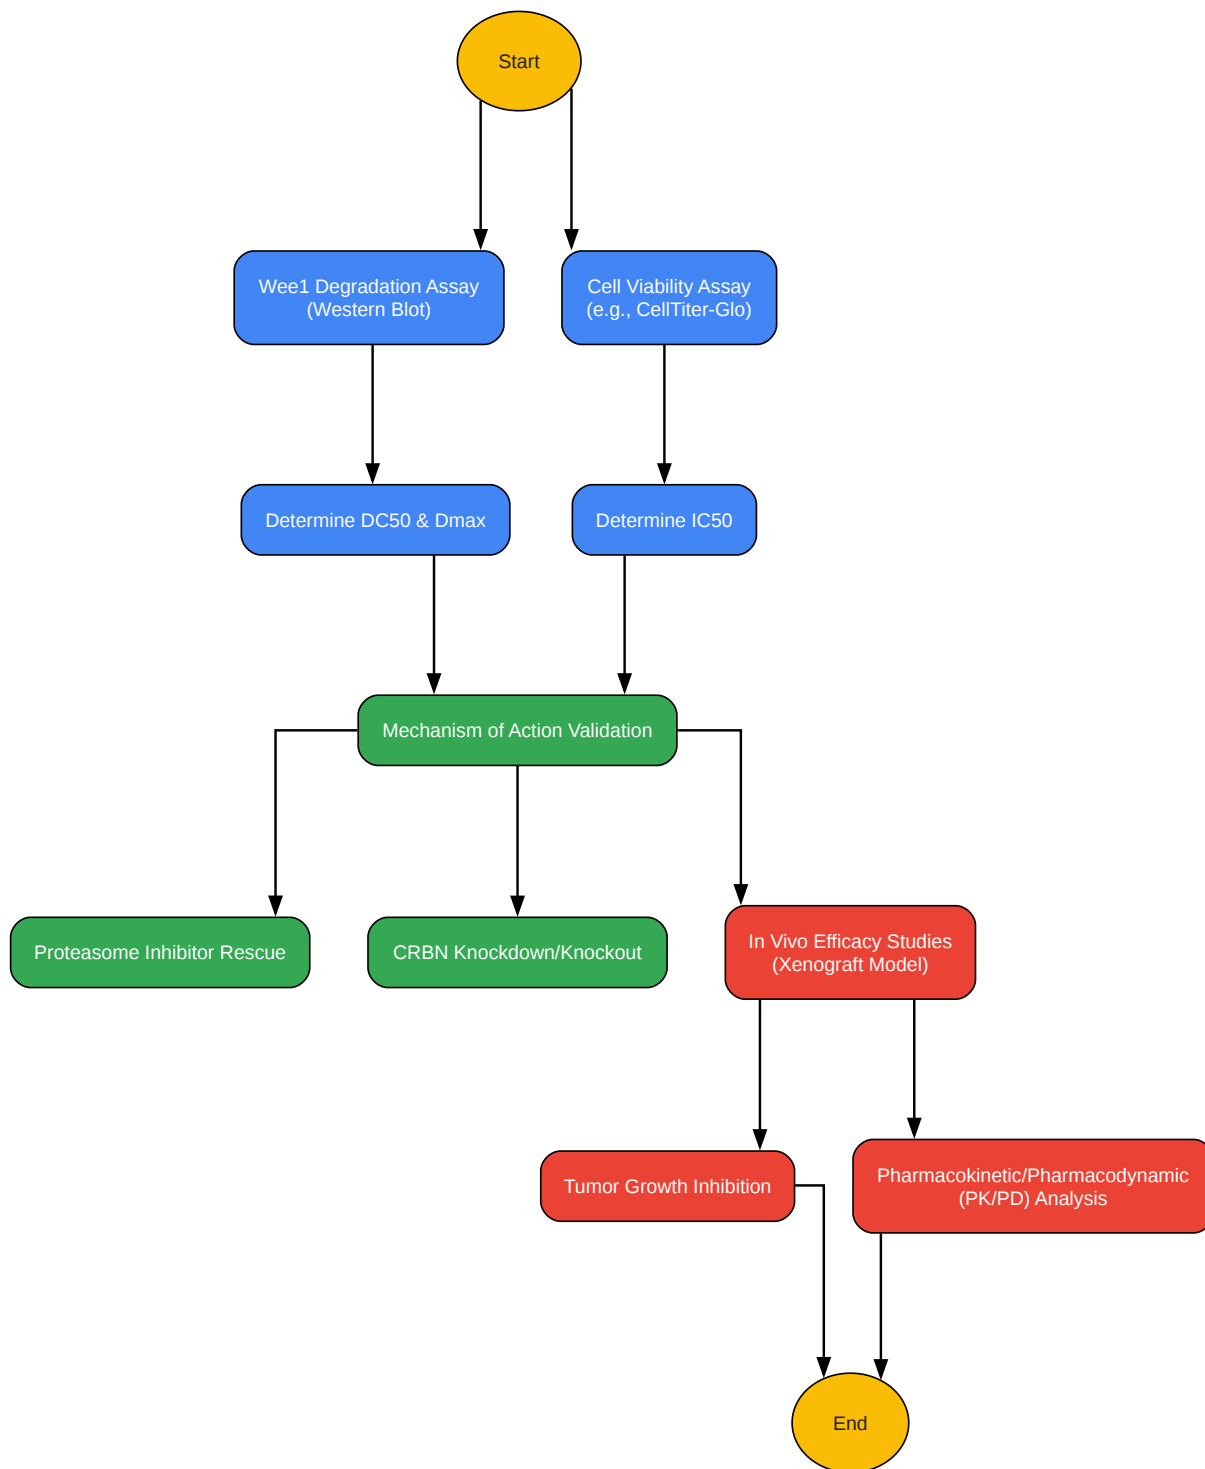 Start
Wee1 Degradation Assay
(Western Blot)
Cell Viability Assay
(e.g., CellTiter-Glo)
Determine DC50 & Dmax
Determine IC50
Mechanism of Action Validation
Proteasome Inhibitor Rescue
CRBN Knockdown/Knockout
In Vivo Efficacy Studies
(Xenograft Model)
Tumor Growth Inhibition
Pharmacokinetic/Pharmacodynamic
(PK/PD) Analysis
End